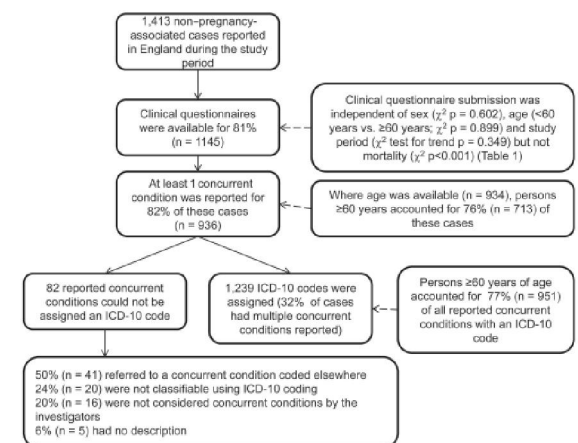 1,413 non–pregnancy-
associated cases reported
in England during the study
period
Clinical questionnaires
were available for 81%
(n = 1145)
Clinical questionnaire submission was
independent of sex (χ² p = 0.602), age (<60
years vs. ≥60 years; χ² p = 0.899) and study
period (χ² test for trend p = 0.349) but not
mortality (χ² p<0.001) (Table 1)
At least 1 concurrent
condition was reported for
82% of these cases
(n = 936)
Where age was available (n = 934), persons
≥60 years accounted for 76% (n = 713) of
these cases
82 reported concurrent
conditions could not be
assigned an ICD-10 code
1,239 ICD-10 codes were
assigned (32% of cases
had multiple concurrent
conditions reported)
Persons ≥60 years of age
accounted for 77% (n = 951)
of all reported concurrent
conditions with an ICD-10
code
50% (n = 41) referred to a concurrent condition coded elsewhere
24% (n = 20) were not classifiable using ICD-10 coding
20% (n = 16) were not considered concurrent conditions by the
investigators
6% (n = 5) had no description